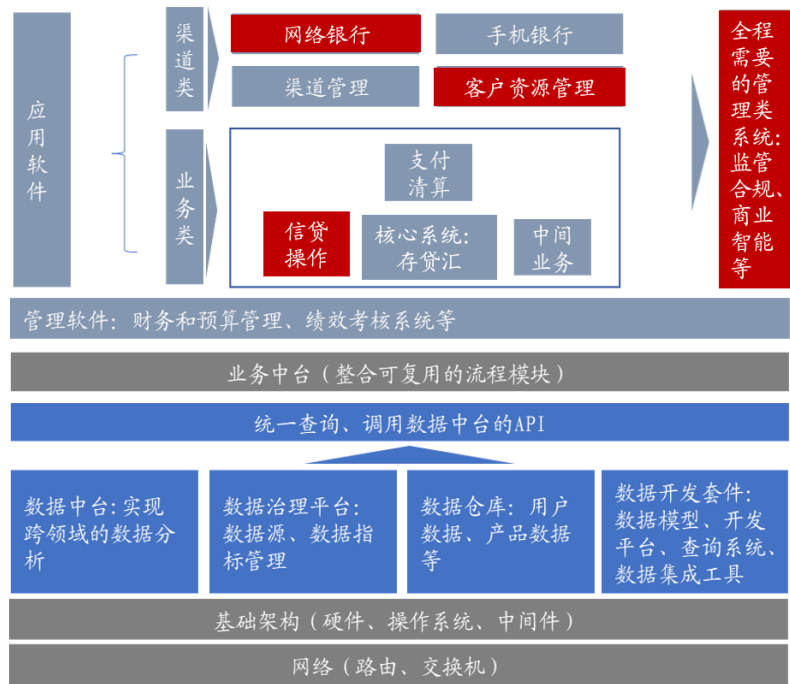 应用软件
渠道类
网络银行
手机银行
渠道管理
客户资源管理
业务类
支付
清算
信贷
操作
核心系统：
存贷汇
中间
业务
全程
需要
的管
理类
系统：
监管
合规、
商业
智能
等
管理软件：财务和预算管理、绩效考核系统等
业务中台（整合可复用的流程模块）
统一查询、调用数据中台的API
数据中台：实现
跨领域的数据分
析
数据治理平台：
数据源、数据指
标管理
数据仓库：用户
数据、产品数据
等
数据开发套件：
数据模型、开发
平台、查询系统、
数据集成工具
基础架构（硬件、操作系统、中间件）
网络（路由、交换机）